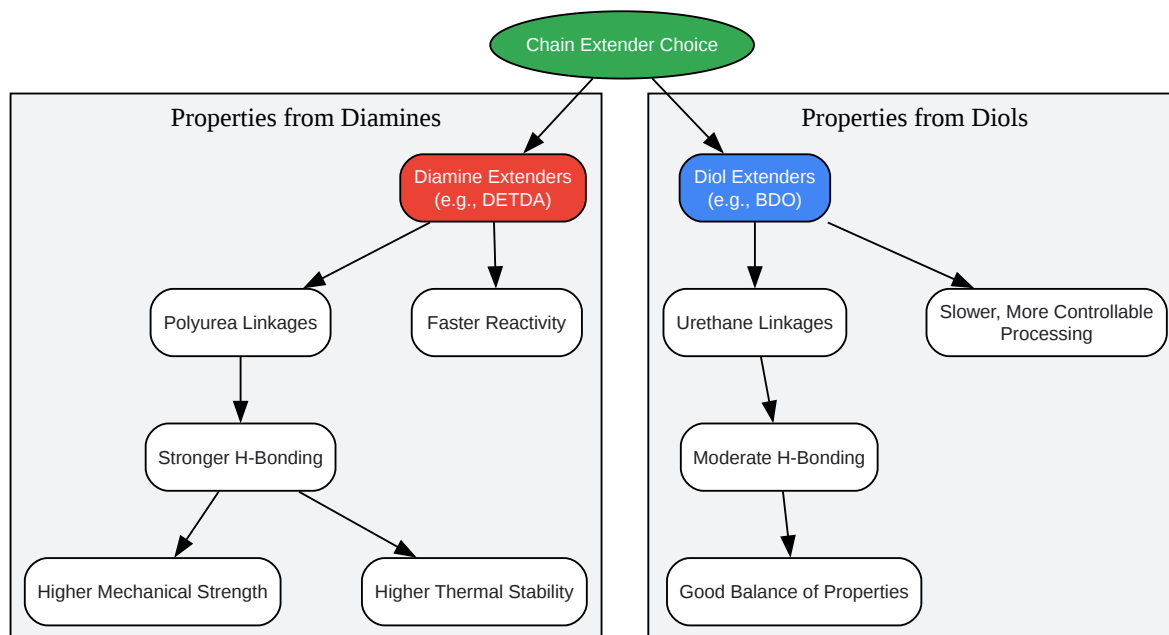 Chain Extender Choice
Properties from Diamines
Properties from Diols
Diamine Extenders
(e.g., DETDA)
Diol Extenders
(e.g., BDO)
Polyurea Linkages
Faster Reactivity
Urethane Linkages
Slower, More Controllable
Processing
Stronger H-Bonding
Moderate H-Bonding
Higher Mechanical Strength
Higher Thermal Stability
Good Balance of Properties